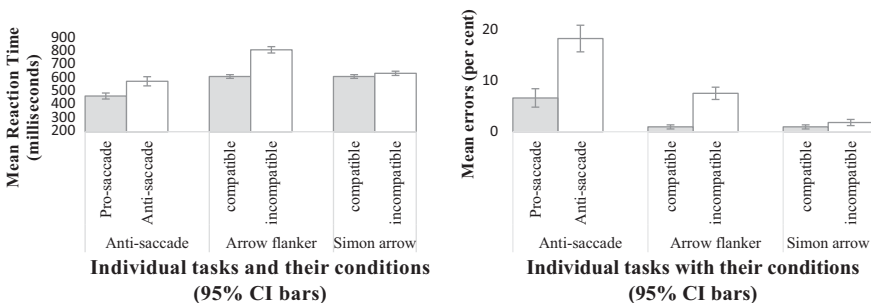 Mean Reaction Time
(milliseconds)
900
800
700
600
500
400
300
200
Pro-saccade
Anti-saccade
compatible
incompatible
compatible
incompatible
Anti-saccade
Arrow flanker
Simon arrow
Individual tasks and their conditions
(95% CI bars)
Mean errors (per cent)
20
10
0
Pro-saccade
Anti-saccade
compatible
incompatible
compatible
incompatible
Anti-saccade
Arrow flanker
Simon arrow
Individual tasks with their conditions
(95% CI bars)